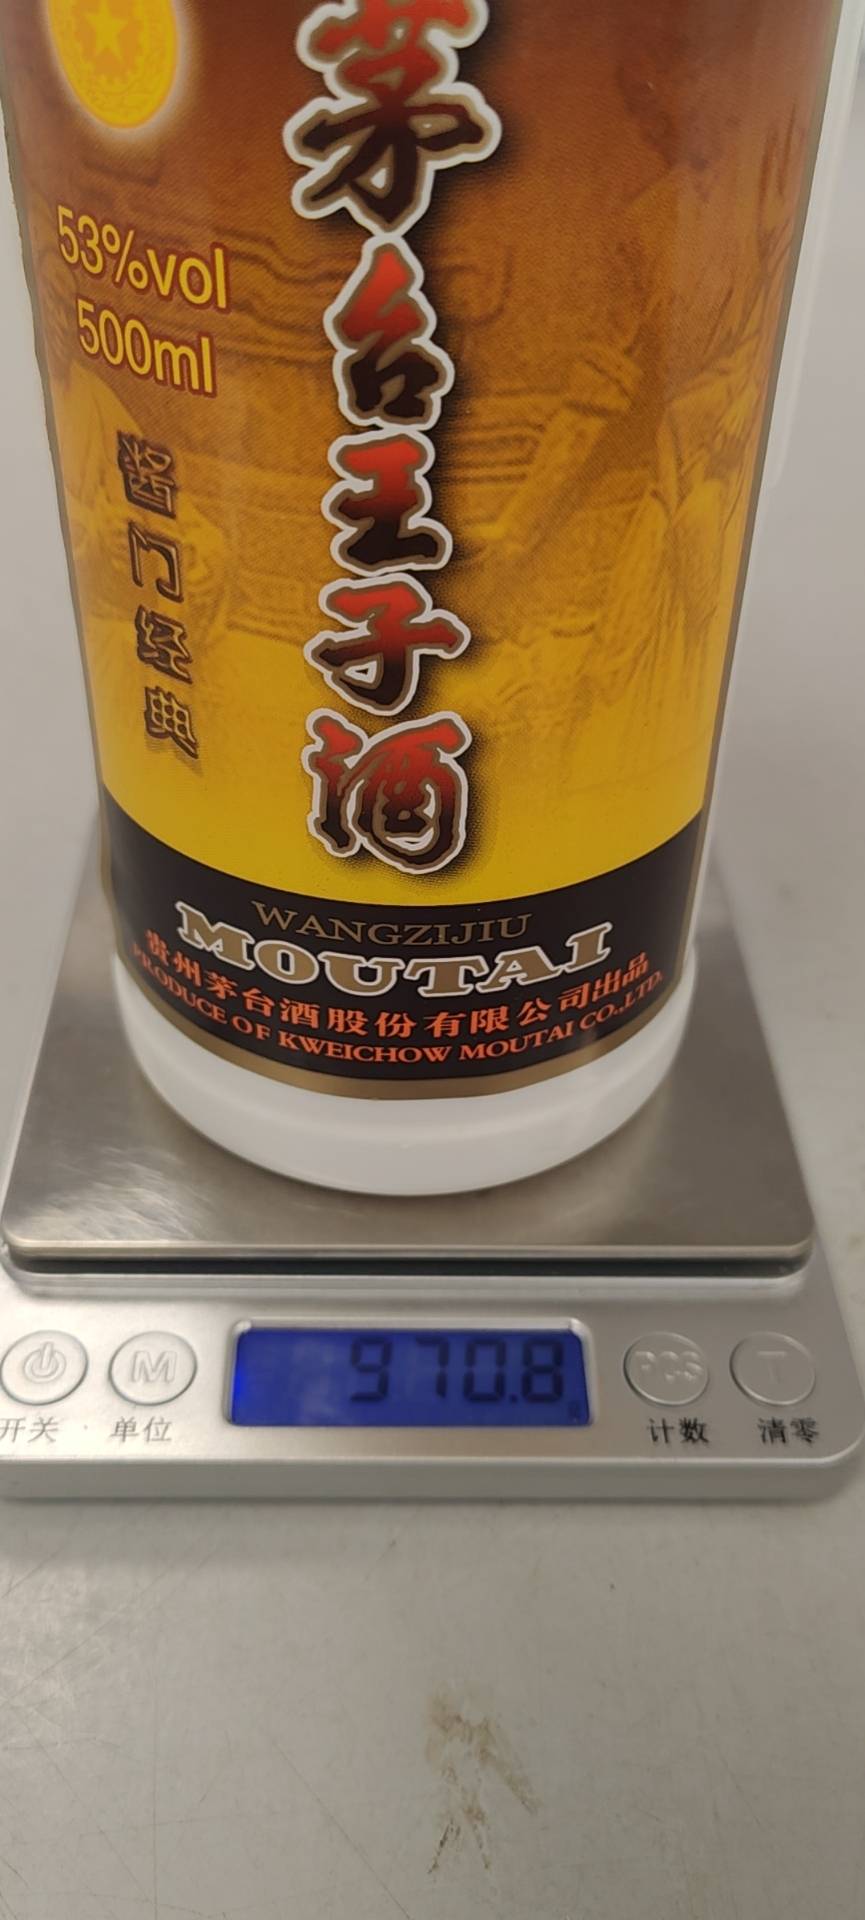 茅台王子酒
53%vol
500ml
酱门经典
WANGZIJIU
MOUTAI
贵州茅台酒股份有限公司出品
PRODUCE OF KWEICHOW MOUTAI CO.,LTD.
970.8
M
PCS
T
开关
单位
计数
清零